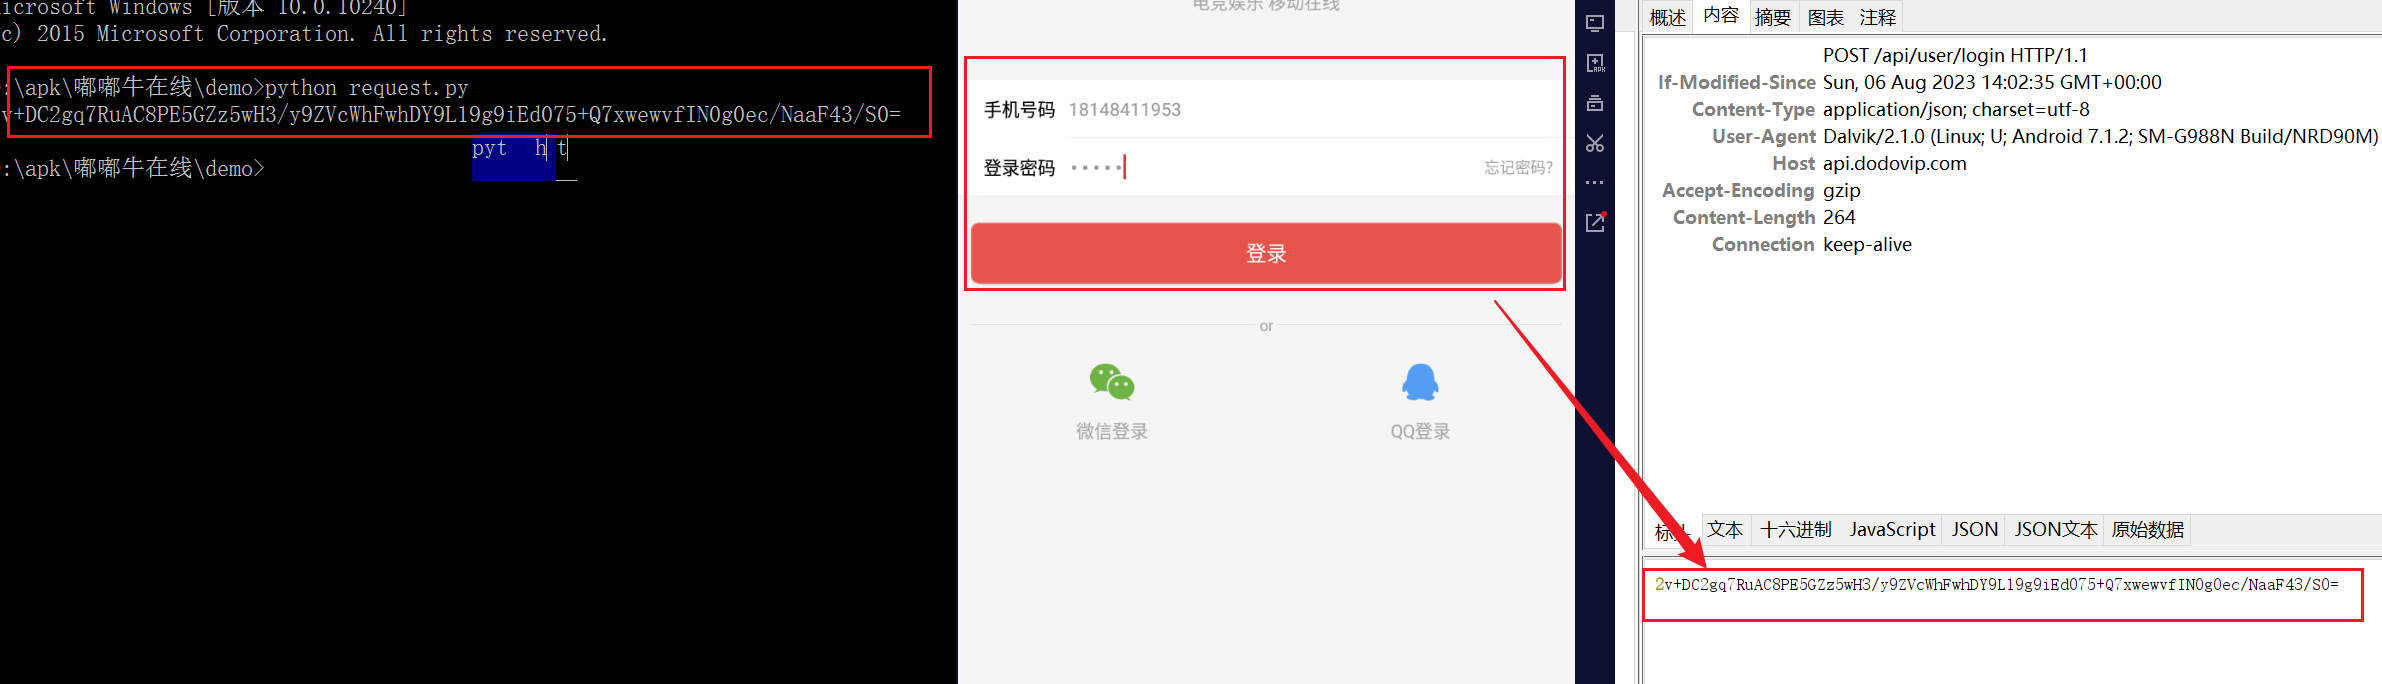 icrosoft Windows [版本 10.0.10240]
c) 2015 Microsoft Corporation. All rights reserved.
:\apk\嘟嘟牛在线\demo>python request.py
v+DC2gq7RuAC8PE5GZz5wH3/y9ZVcWhFwhDY9L19g9iEd075+Q7xwewvfIN0g0ec/NaaF43/S0=
pyt h t
:\apk\嘟嘟牛在线\demo>
电竞娱乐 移动在线
手机号码 18148411953
登录密码 •••••
忘记密码?
登录
or
微信登录
QQ登录
概述 内容 摘要 图表 注释
POST /api/user/login HTTP/1.1
If-Modified-Since Sun, 06 Aug 2023 14:02:35 GMT+00:00
Content-Type application/json; charset=utf-8
User-Agent Dalvik/2.1.0 (Linux; U; Android 7.1.2; SM-G988N Build/NRD90M)
Host api.dodovip.com
Accept-Encoding gzip
Content-Length 264
Connection keep-alive
标头 文本 十六进制 JavaScript JSON JSON文本 原始数据
2v+DC2gq7RuAC8PE5GZz5wH3/y9ZVcWhFwhDY9L19g9iEd075+Q7xwewvfIN0g0ec/NaaF43/S0=